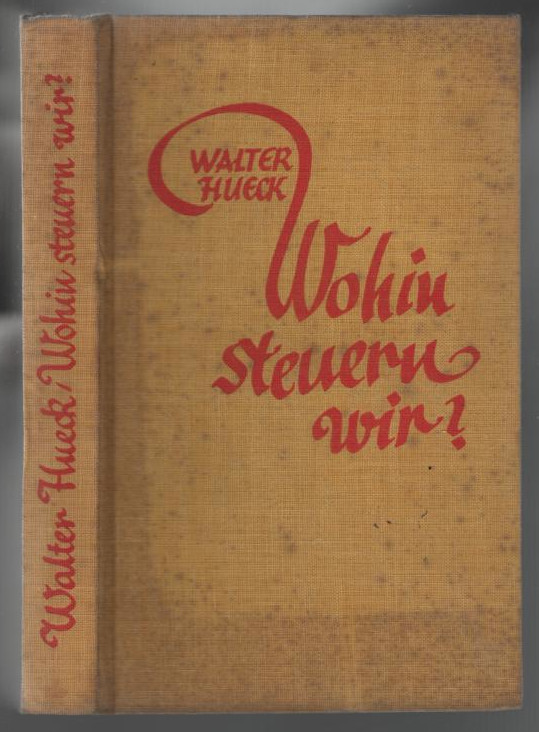 Walter Hueck / Wohin steuern wir?
WALTER
HUECK
Wohin
steuern
wir?